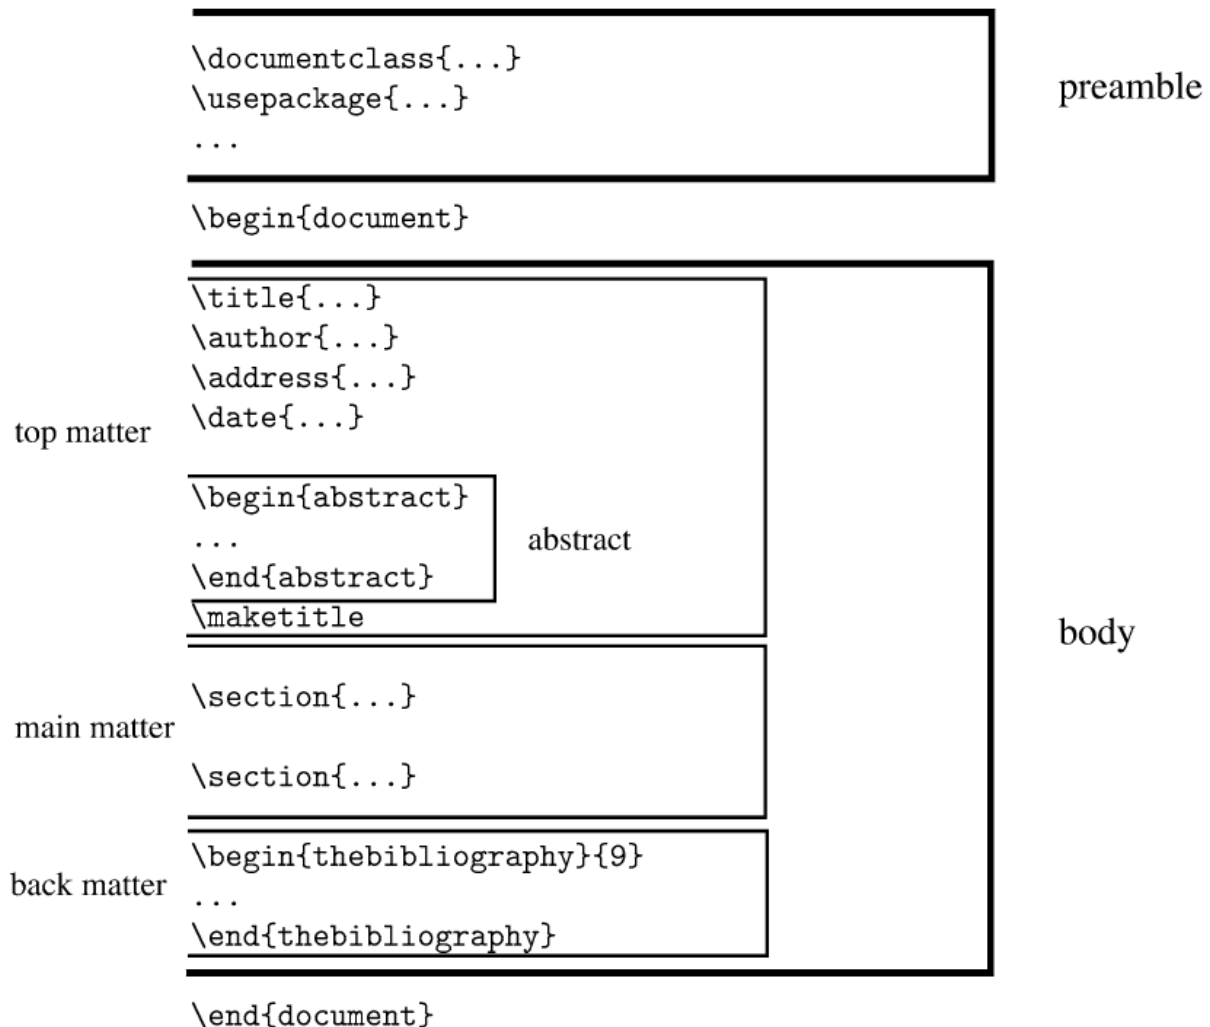 \documentclass{...}
\usepackage{...}
...
preamble
\begin{document}
\title{...}
\author{...}
\address{...}
\date{...}
top matter
\begin{abstract}
...
\end{abstract}
abstract
\maketitle
body
\section{...}
main matter
\section{...}
\begin{thebibliography}{9}
back matter
...
\end{thebibliography}
\end{document}